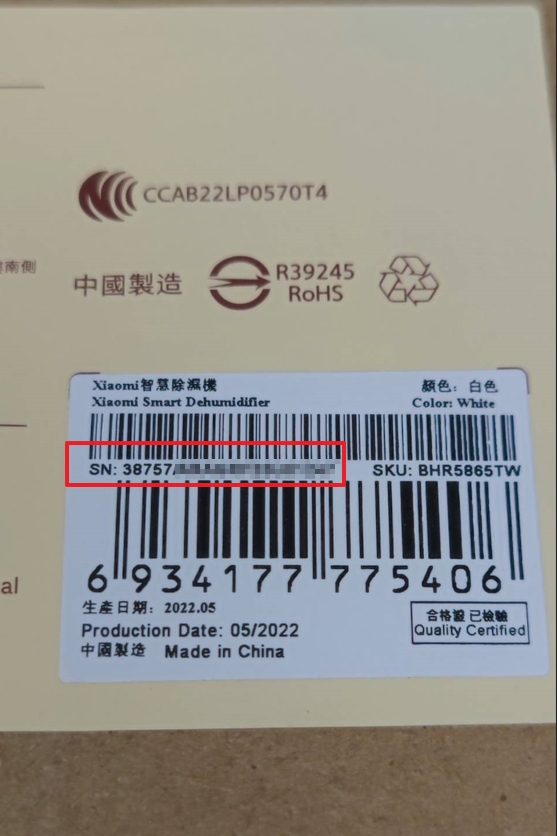 CCAB22LP0570T4
南側
中國製造
R39245
RoHS
Xiaomi智慧除濕機
顏色：白色
Xiaomi Smart Dehumidifier
Color: White
SN: 38757/
SKU: BHR5865TW
6 934177 775406
生產日期：2022.05
Production Date: 05/2022
中國製造 Made in China
合格證 已檢驗
Quality Certified
al